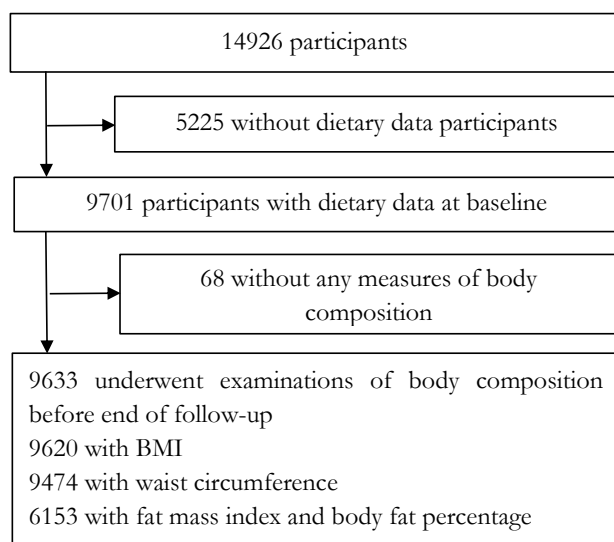 14926 participants
5225 without dietary data participants
9701 participants with dietary data at baseline
68 without any measures of body
composition
9633 underwent examinations of body composition
before end of follow-up
9620 with BMI
9474 with waist circumference
6153 with fat mass index and body fat percentage